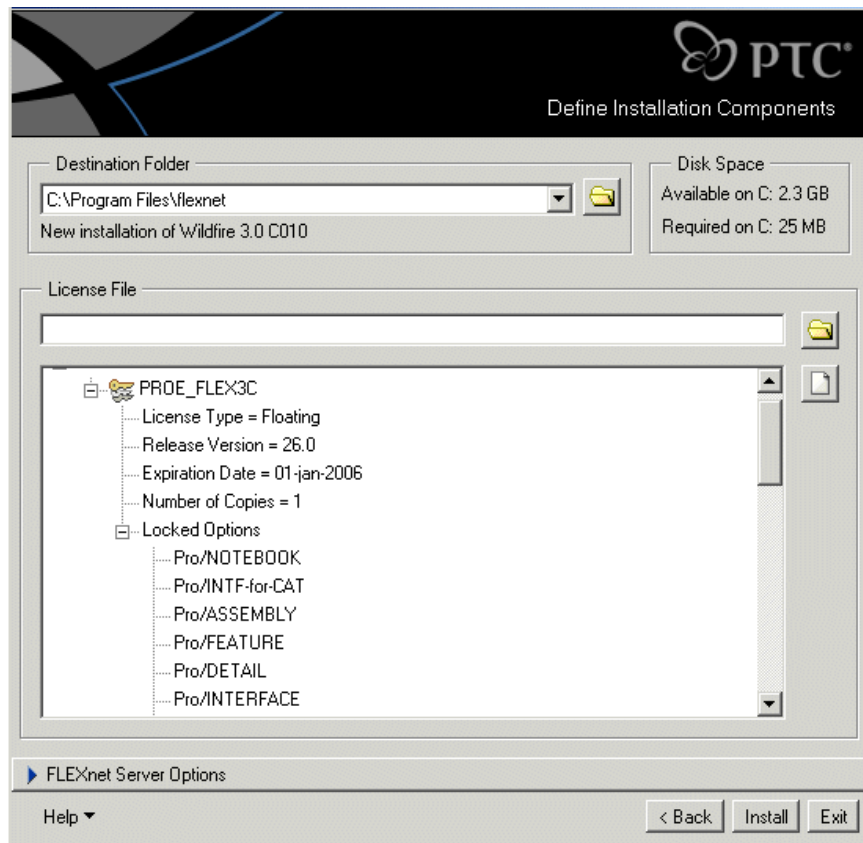 PTC®
Define Installation Components
Destination Folder
C:\Program Files\flexnet
New installation of Wildfire 3.0 C010
Disk Space
Available on C: 2.3 GB
Required on C: 25 MB
License File
PROE_FLEX3C
License Type = Floating
Release Version = 26.0
Expiration Date = 01-jan-2006
Number of Copies = 1
Locked Options
Pro/NOTEBOOK
Pro/INTF-for-CAT
Pro/ASSEMBLY
Pro/FEATURE
Pro/DETAIL
Pro/INTERFACE
FLEXnet Server Options
Help
< Back Install Exit